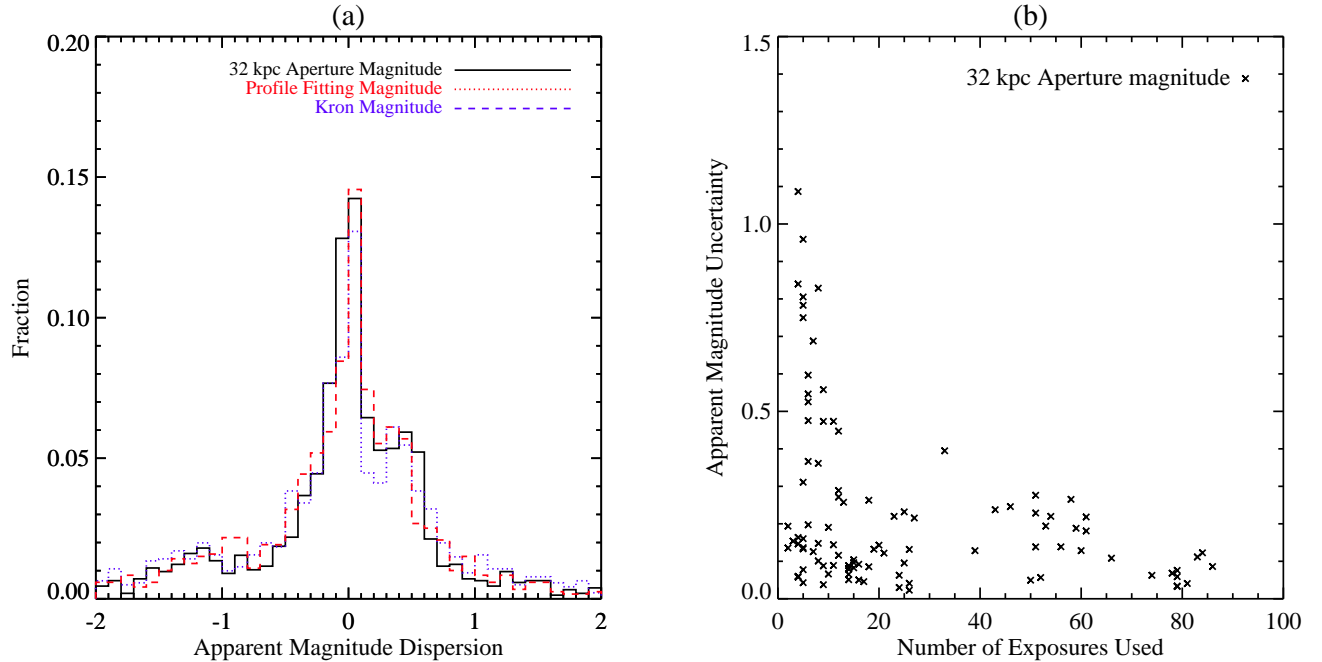 (a)
0.20
0.15
0.10
0.05
0.00
Fraction
32 kpc Aperture Magnitude
Profile Fitting Magnitude
Kron Magnitude
-2
-1
0
1
2
Apparent Magnitude Dispersion
(b)
1.5
1.0
0.5
0.0
Apparent Magnitude Uncertainty
32 kpc Aperture magnitude
0
20
40
60
80
100
Number of Exposures Used